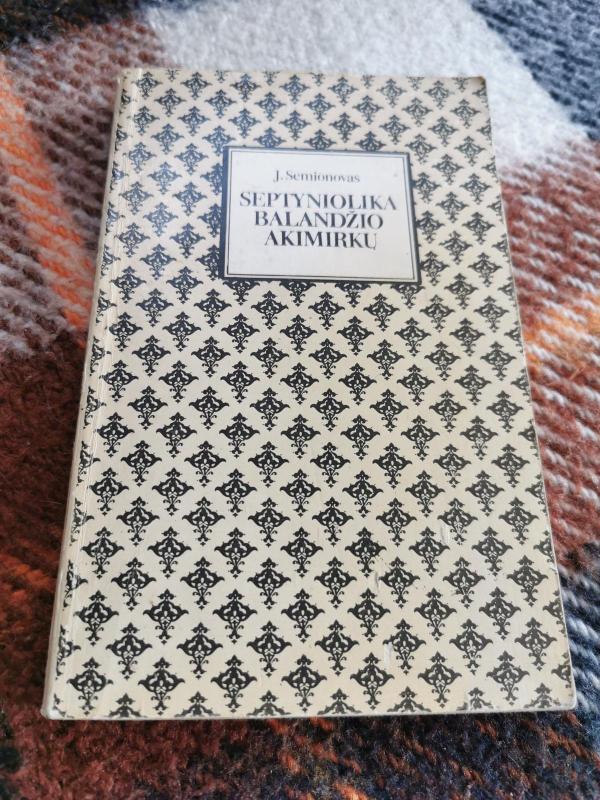 J. Semionovas
SEPTYNIOLIKA
BALANDŽIO
AKIMIRKŲ